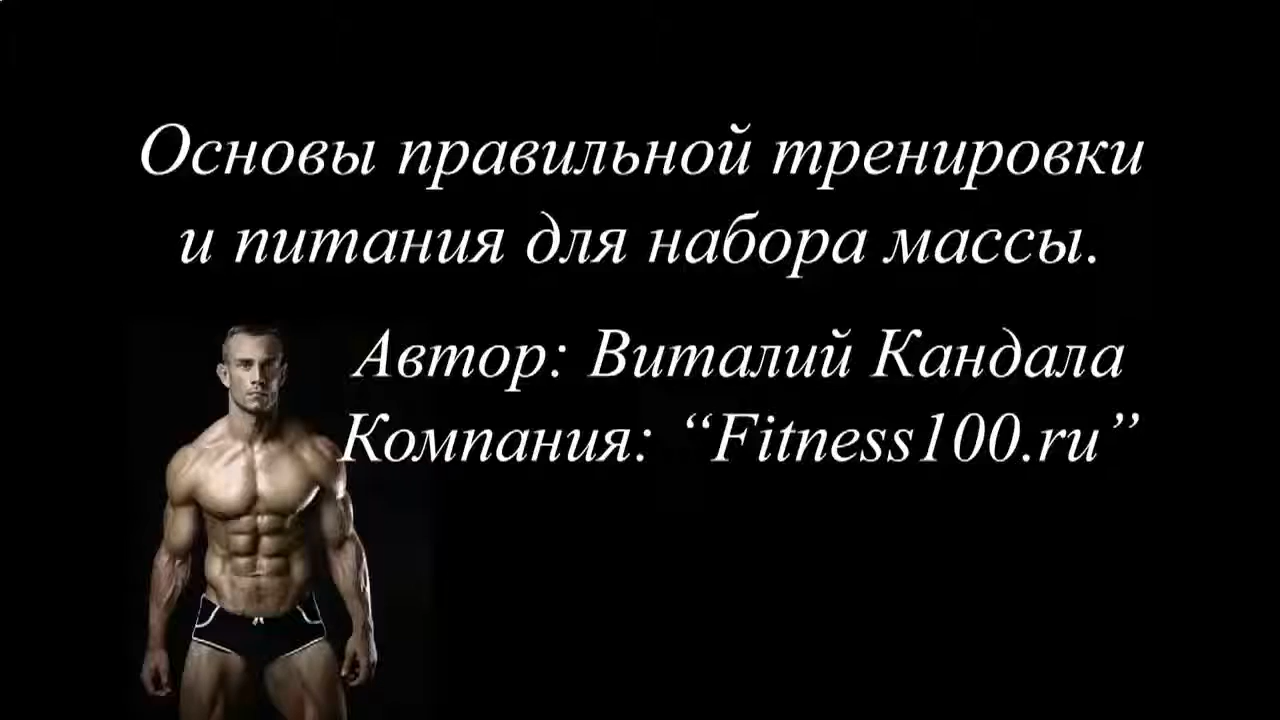 Основы правильной тренировки
и питания для набора массы.
Автор: Виталий Кандала
Компания: “Fitness100.ru”